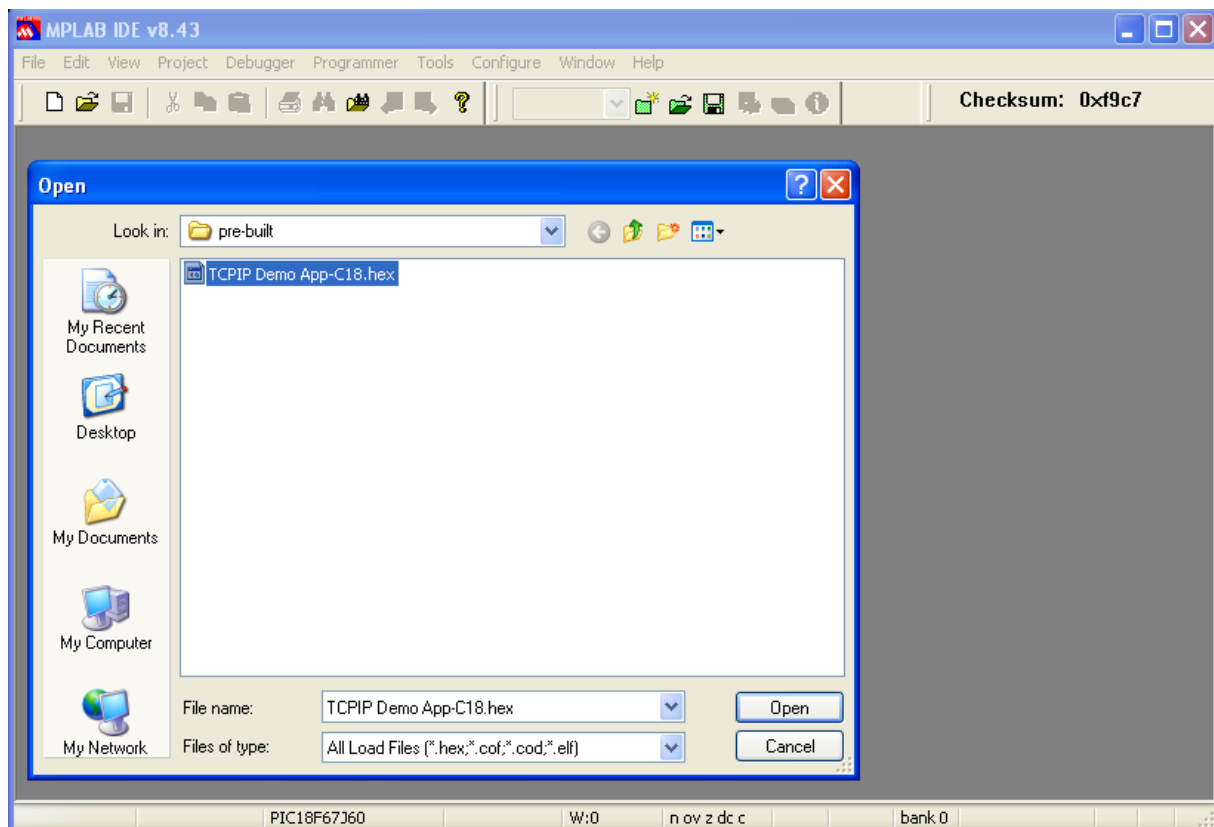 MPLAB IDE v8.43
File Edit View Project Debugger Programmer Tools Configure Window Help
Checksum: 0xf9c7
Open
Look in: pre-built
TCPIP Demo App-C18.hex
My Recent
Documents
Desktop
My Documents
My Computer
My Network
File name: TCPIP Demo App-C18.hex Open
Files of type: All Load Files (*.hex;*.cof;*.cod;*.elf) Cancel
PIC18F67J60 W:0 n ov z dc c bank 0